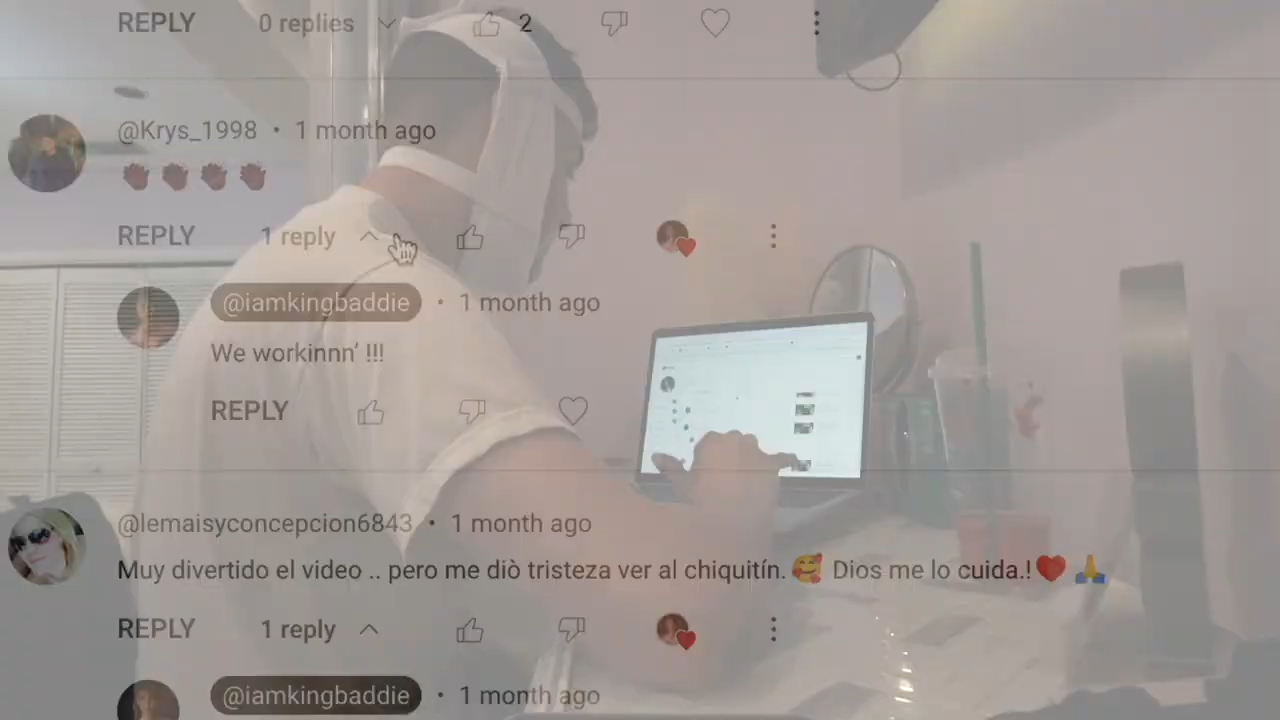 REPLY 0 replies 2
@Krys_1998 • 1 month ago
👏🏾 👏🏾 👏🏾 👏🏾
REPLY 1 reply
@iamkingbaddie • 1 month ago
We workinnn’ !!!
REPLY
@lemaisyconcepcion6843 • 1 month ago
Muy divertido el video .. pero me diò tristeza ver al chiquitín.🥰 Dios me lo cuida.!❤️ 🙏
REPLY 1 reply
@iamkingbaddie • 1 month ago